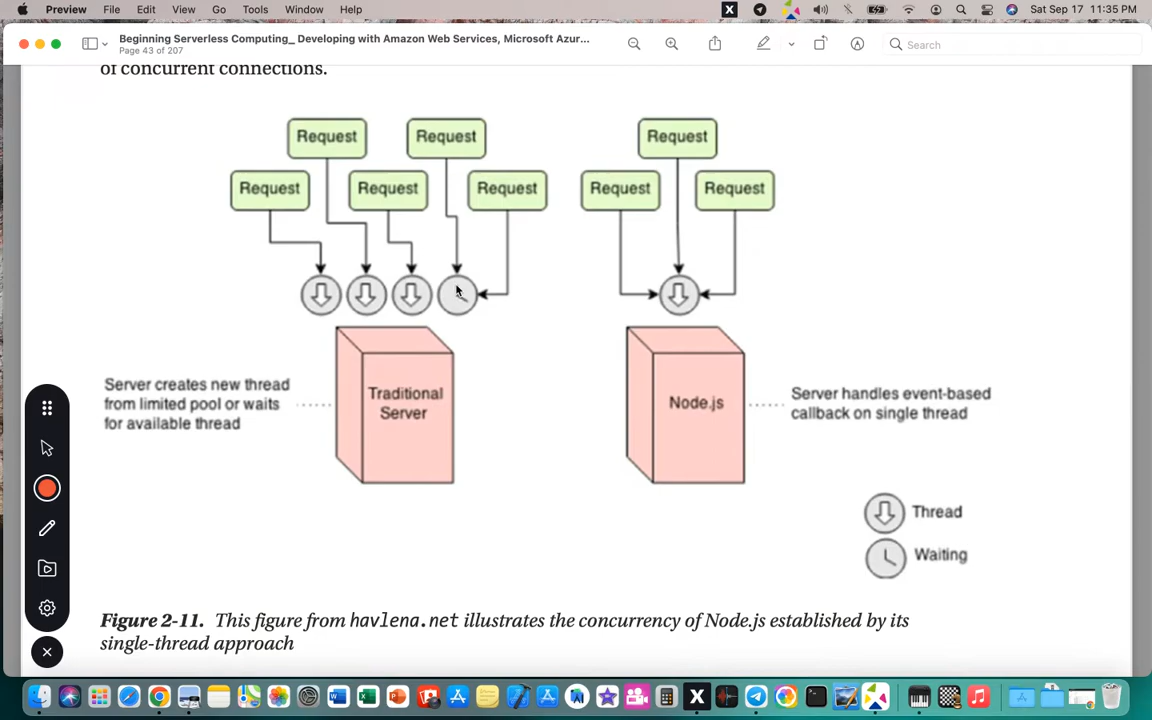 Preview File Edit View Go Tools Window Help
Sat Sep 17 11:35 PM
Beginning Serverless Computing_ Developing with Amazon Web Services, Microsoft Azur...
Page 43 of 207
Search
of concurrent connections.
Request Request Request
Request Request Request Request Request
Traditional
Server
Server creates new thread
from limited pool or waits
for available thread
Node.js
Server handles event-based
callback on single thread
Thread
Waiting
Figure 2-11. This figure from havlena.net illustrates the concurrency of Node.js established by its
single-thread approach